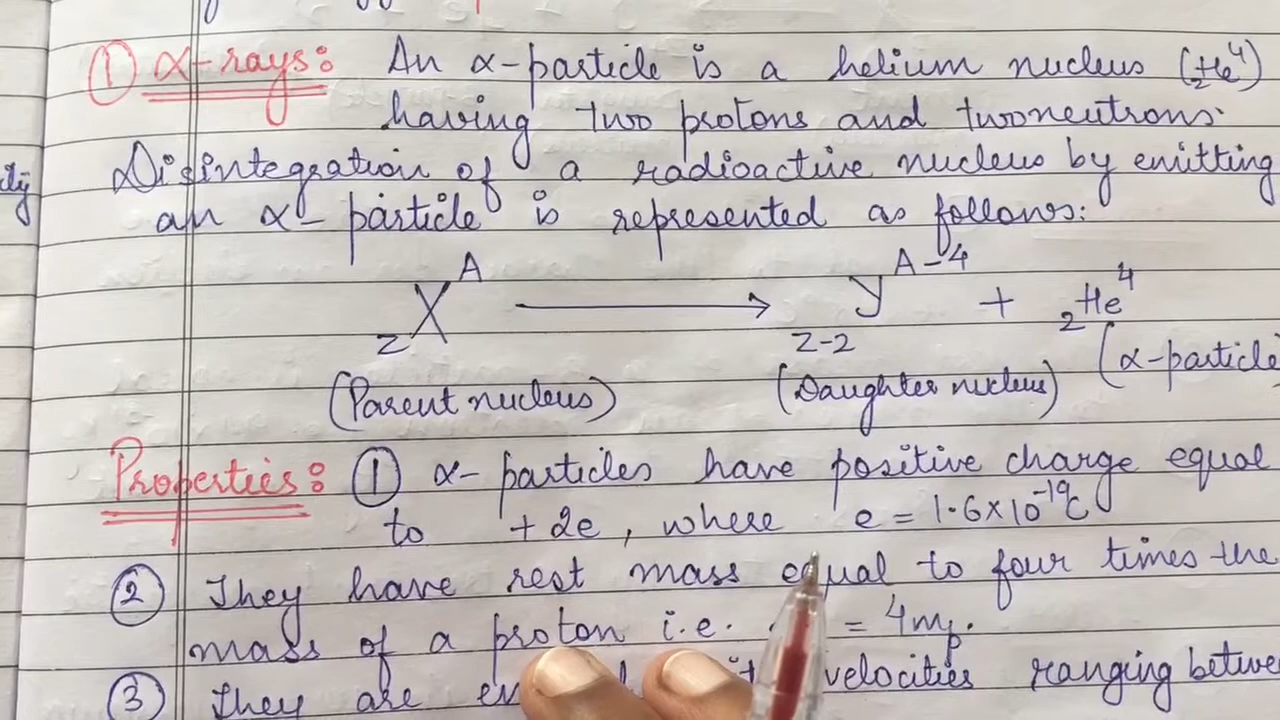 ① α-rays: An α-particle is a helium nucleus (₂He⁴)
having two protons and two neutrons.
Disintegration of a radioactive nucleus by emitting
an α-particle is represented as follows:
zXᴬ ⟶ z-2Yᴬ⁻⁴ + ₂He⁴
(Parent nucleus) (Daughter nucleus) (α-particle
Properties: ① α-particles have positive charge equal
to +2e, where e = 1.6×10⁻¹⁹C
② They have rest mass equal to four times the
mass of a proton i.e. = 4mp.
③ They are velocities ranging betwe